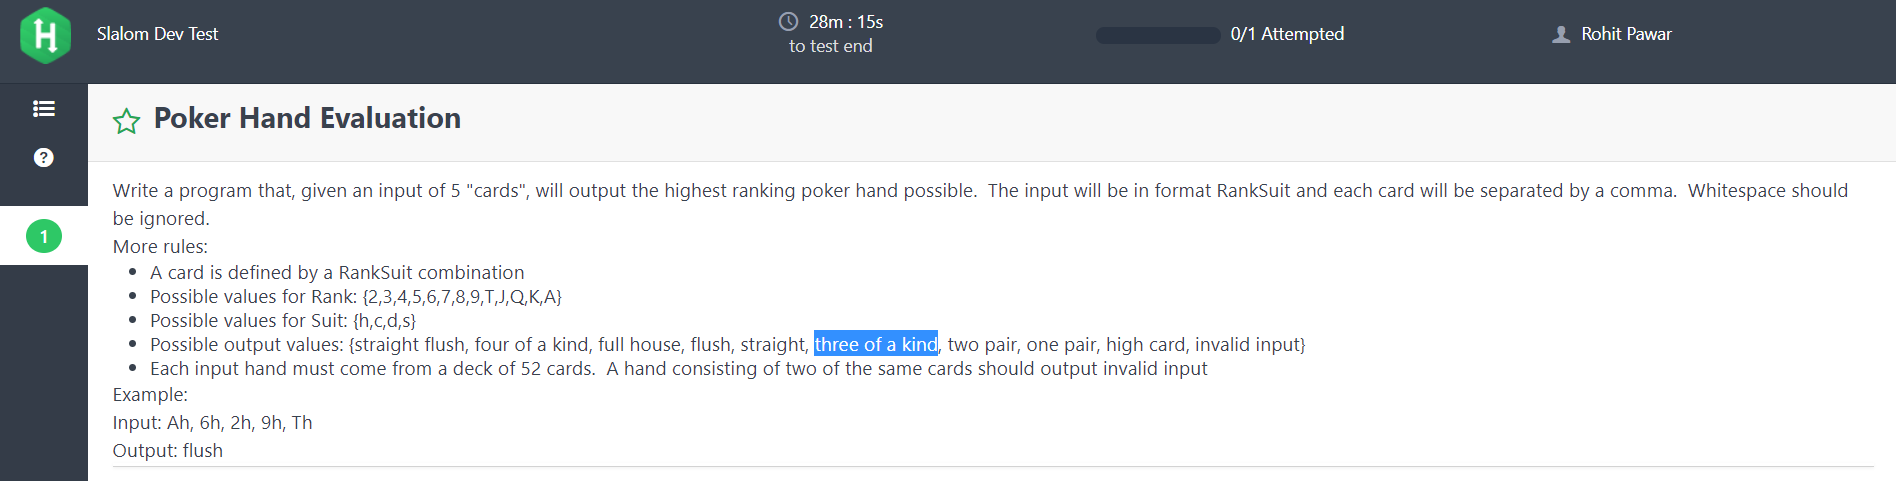 Slalom Dev Test
28m : 15s
to test end
0/1 Attempted
Rohit Pawar
Poker Hand Evaluation
1
Write a program that, given an input of 5 "cards", will output the highest ranking poker hand possible.  The input will be in format RankSuit and each card will be separated by a comma.  Whitespace should
be ignored.
More rules:
• A card is defined by a RankSuit combination
• Possible values for Rank: {2,3,4,5,6,7,8,9,T,J,Q,K,A}
• Possible values for Suit: {h,c,d,s}
• Possible output values: {straight flush, four of a kind, full house, flush, straight, three of a kind, two pair, one pair, high card, invalid input}
• Each input hand must come from a deck of 52 cards.  A hand consisting of two of the same cards should output invalid input
Example:
Input: Ah, 6h, 2h, 9h, Th
Output: flush